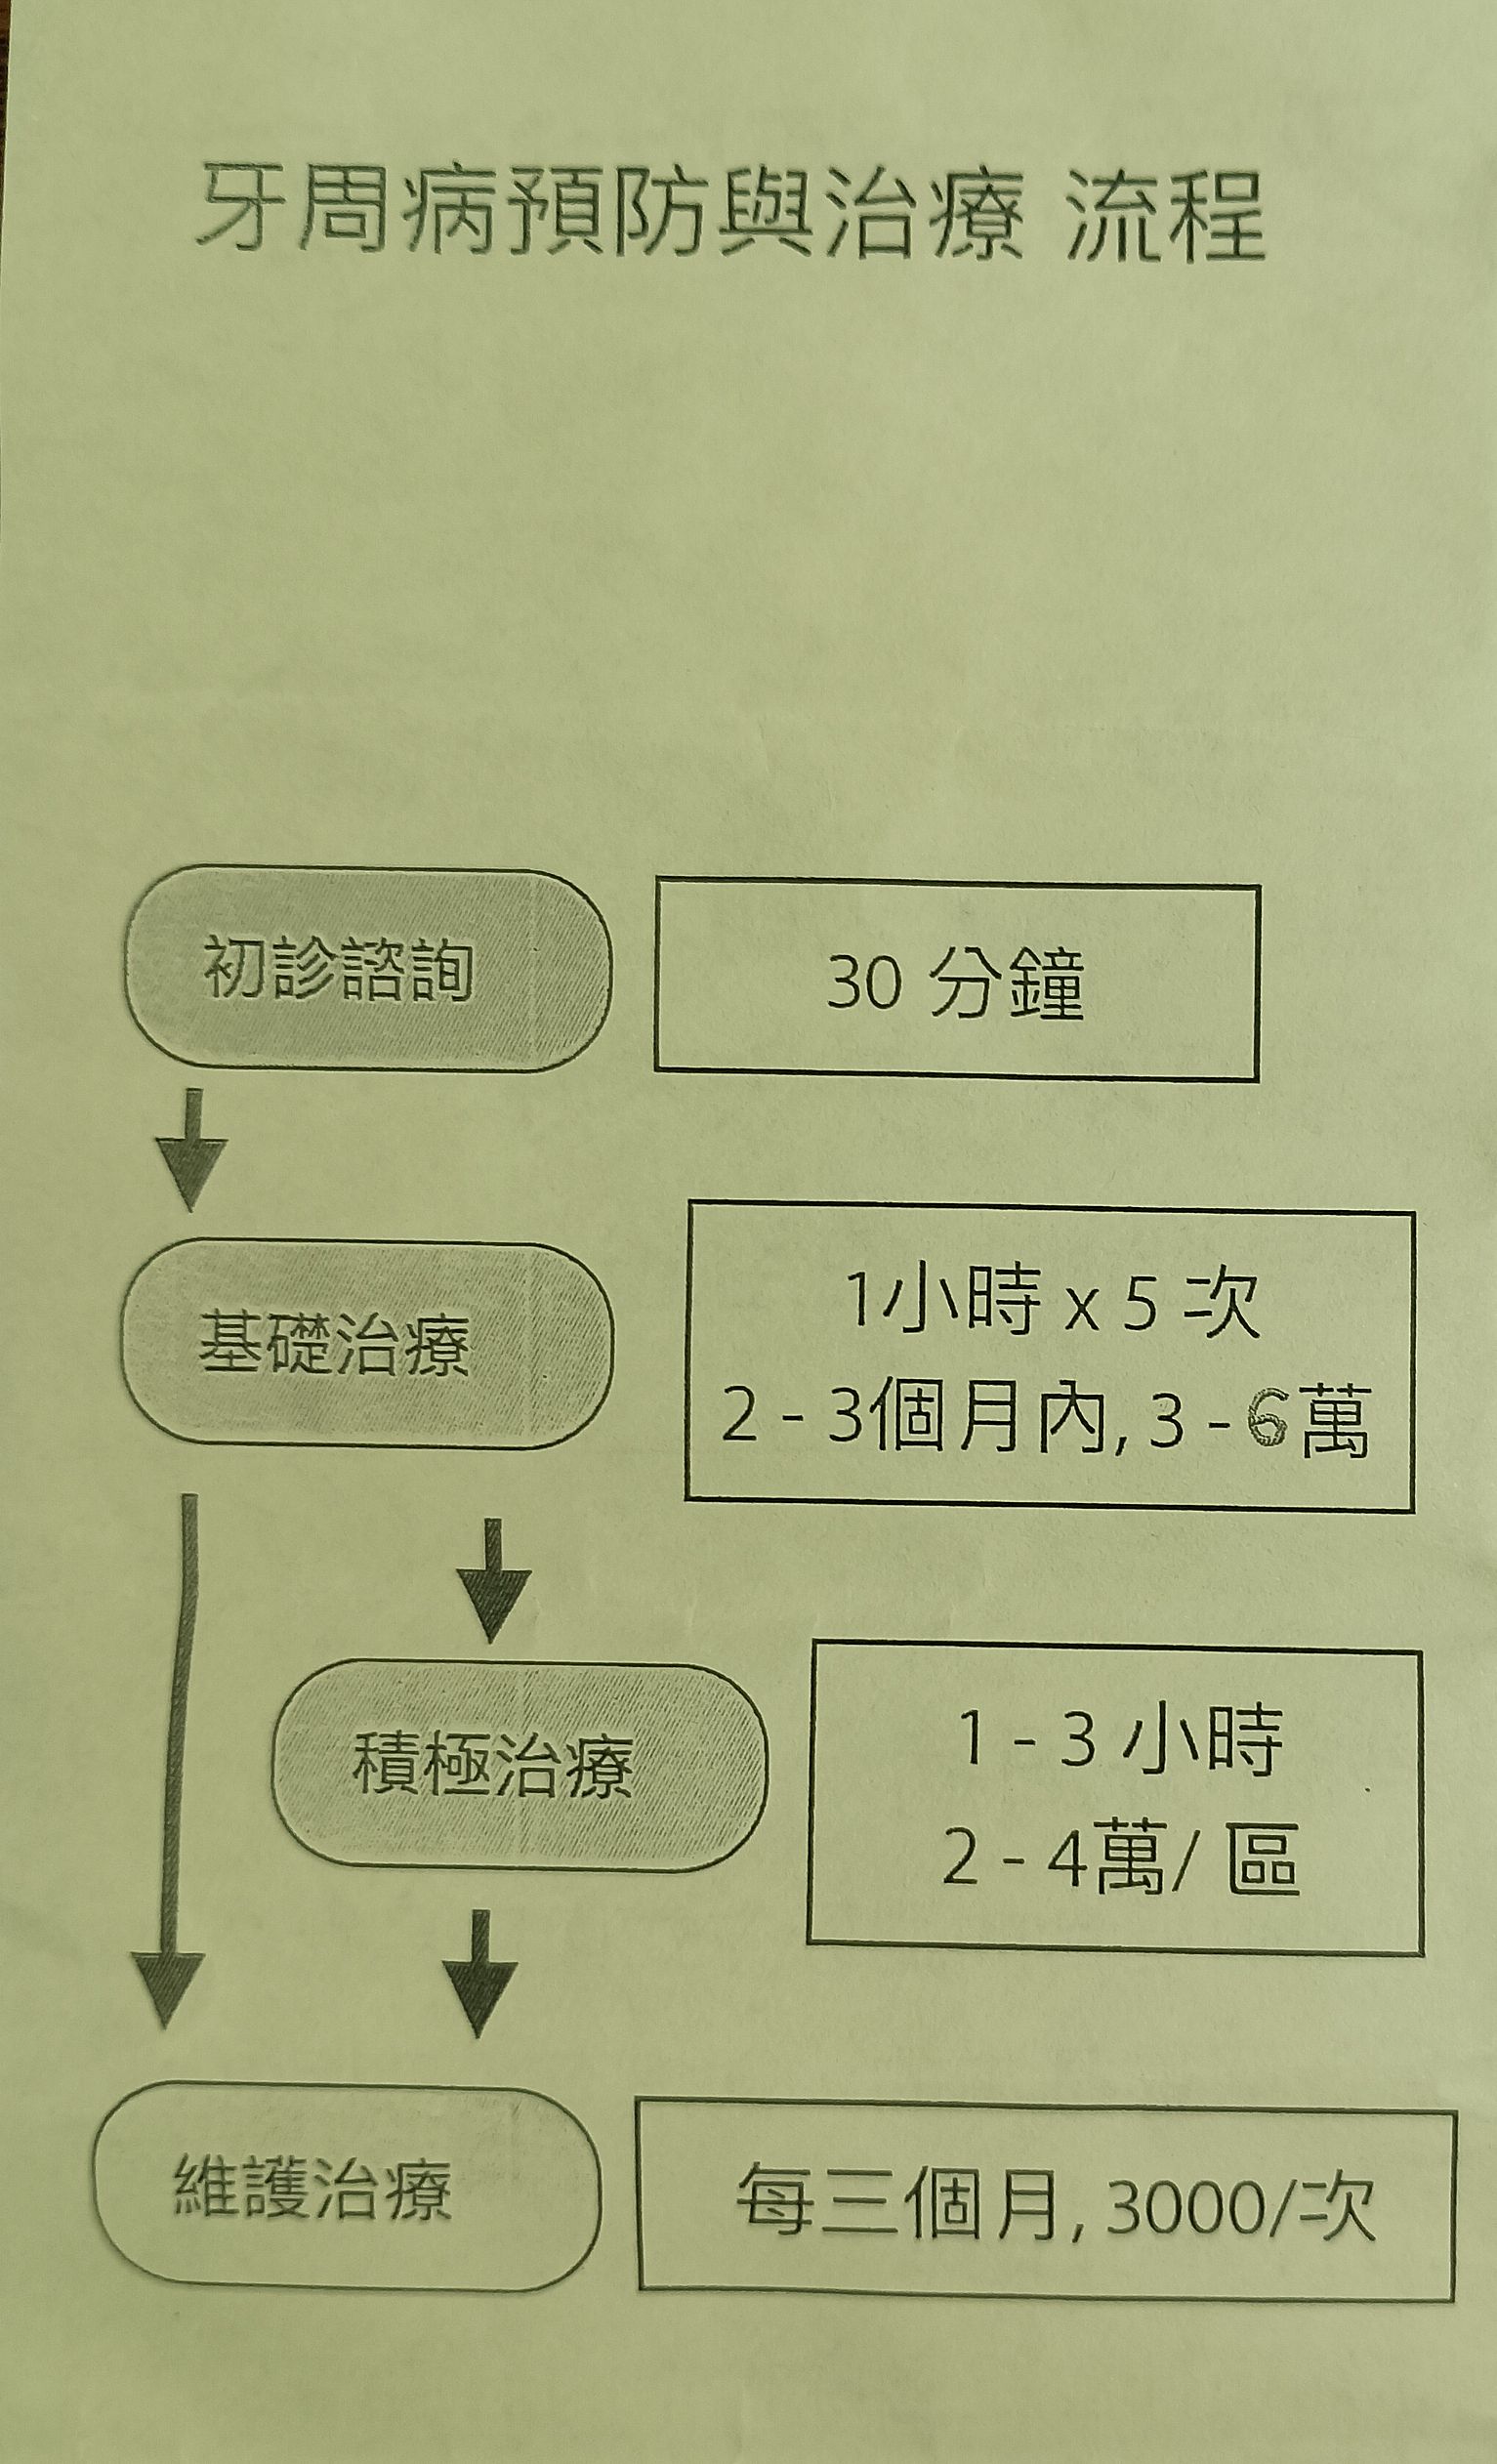 牙周病預防與治療 流程
初診諮詢
30 分鐘
基礎治療
1小時 x 5 次
2 - 3個月內, 3 - 6萬
積極治療
1 - 3 小時
2 - 4萬/ 區
維護治療
每三個月, 3000/次